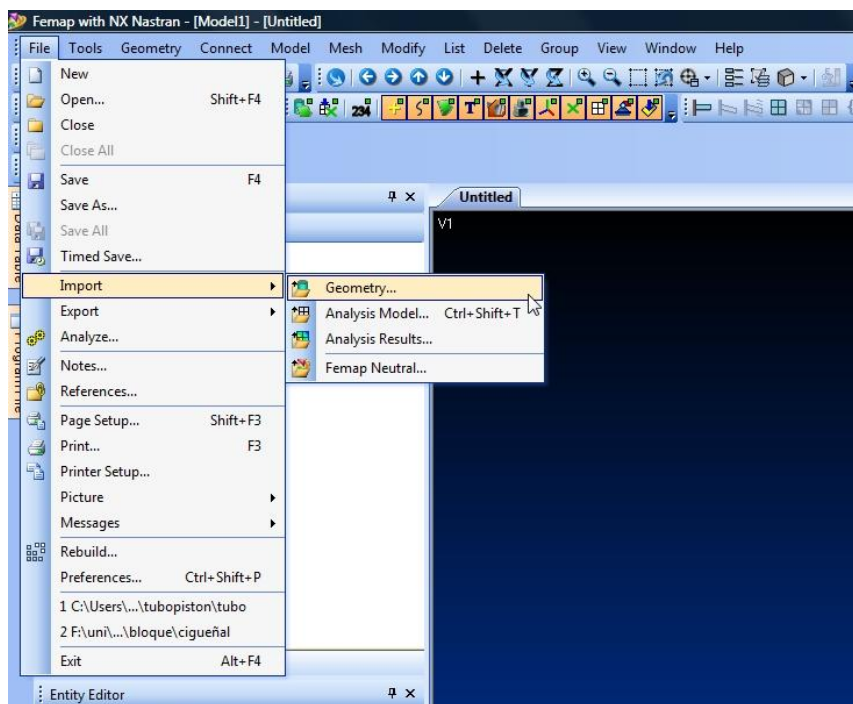 Femap with NX Nastran - [Model1] - [Untitled]
File Tools Geometry Connect Model Mesh Modify List Delete Group View Window Help
New
Open... Shift+F4
Close
Close All
Save F4
Save As...
Save All
Timed Save...
Import
Export
Analyze...
Notes...
References...
Page Setup... Shift+F3
Print... F3
Printer Setup...
Picture
Messages
Rebuild...
Preferences... Ctrl+Shift+P
1 C:\Users\...\tubopiston\tubo
2 F:\uni\...\bloque\cigueñal
Exit Alt+F4
Geometry...
Analysis Model... Ctrl+Shift+T
Analysis Results...
Femap Neutral...
234
Untitled
V1
Data Table
Entity Editor